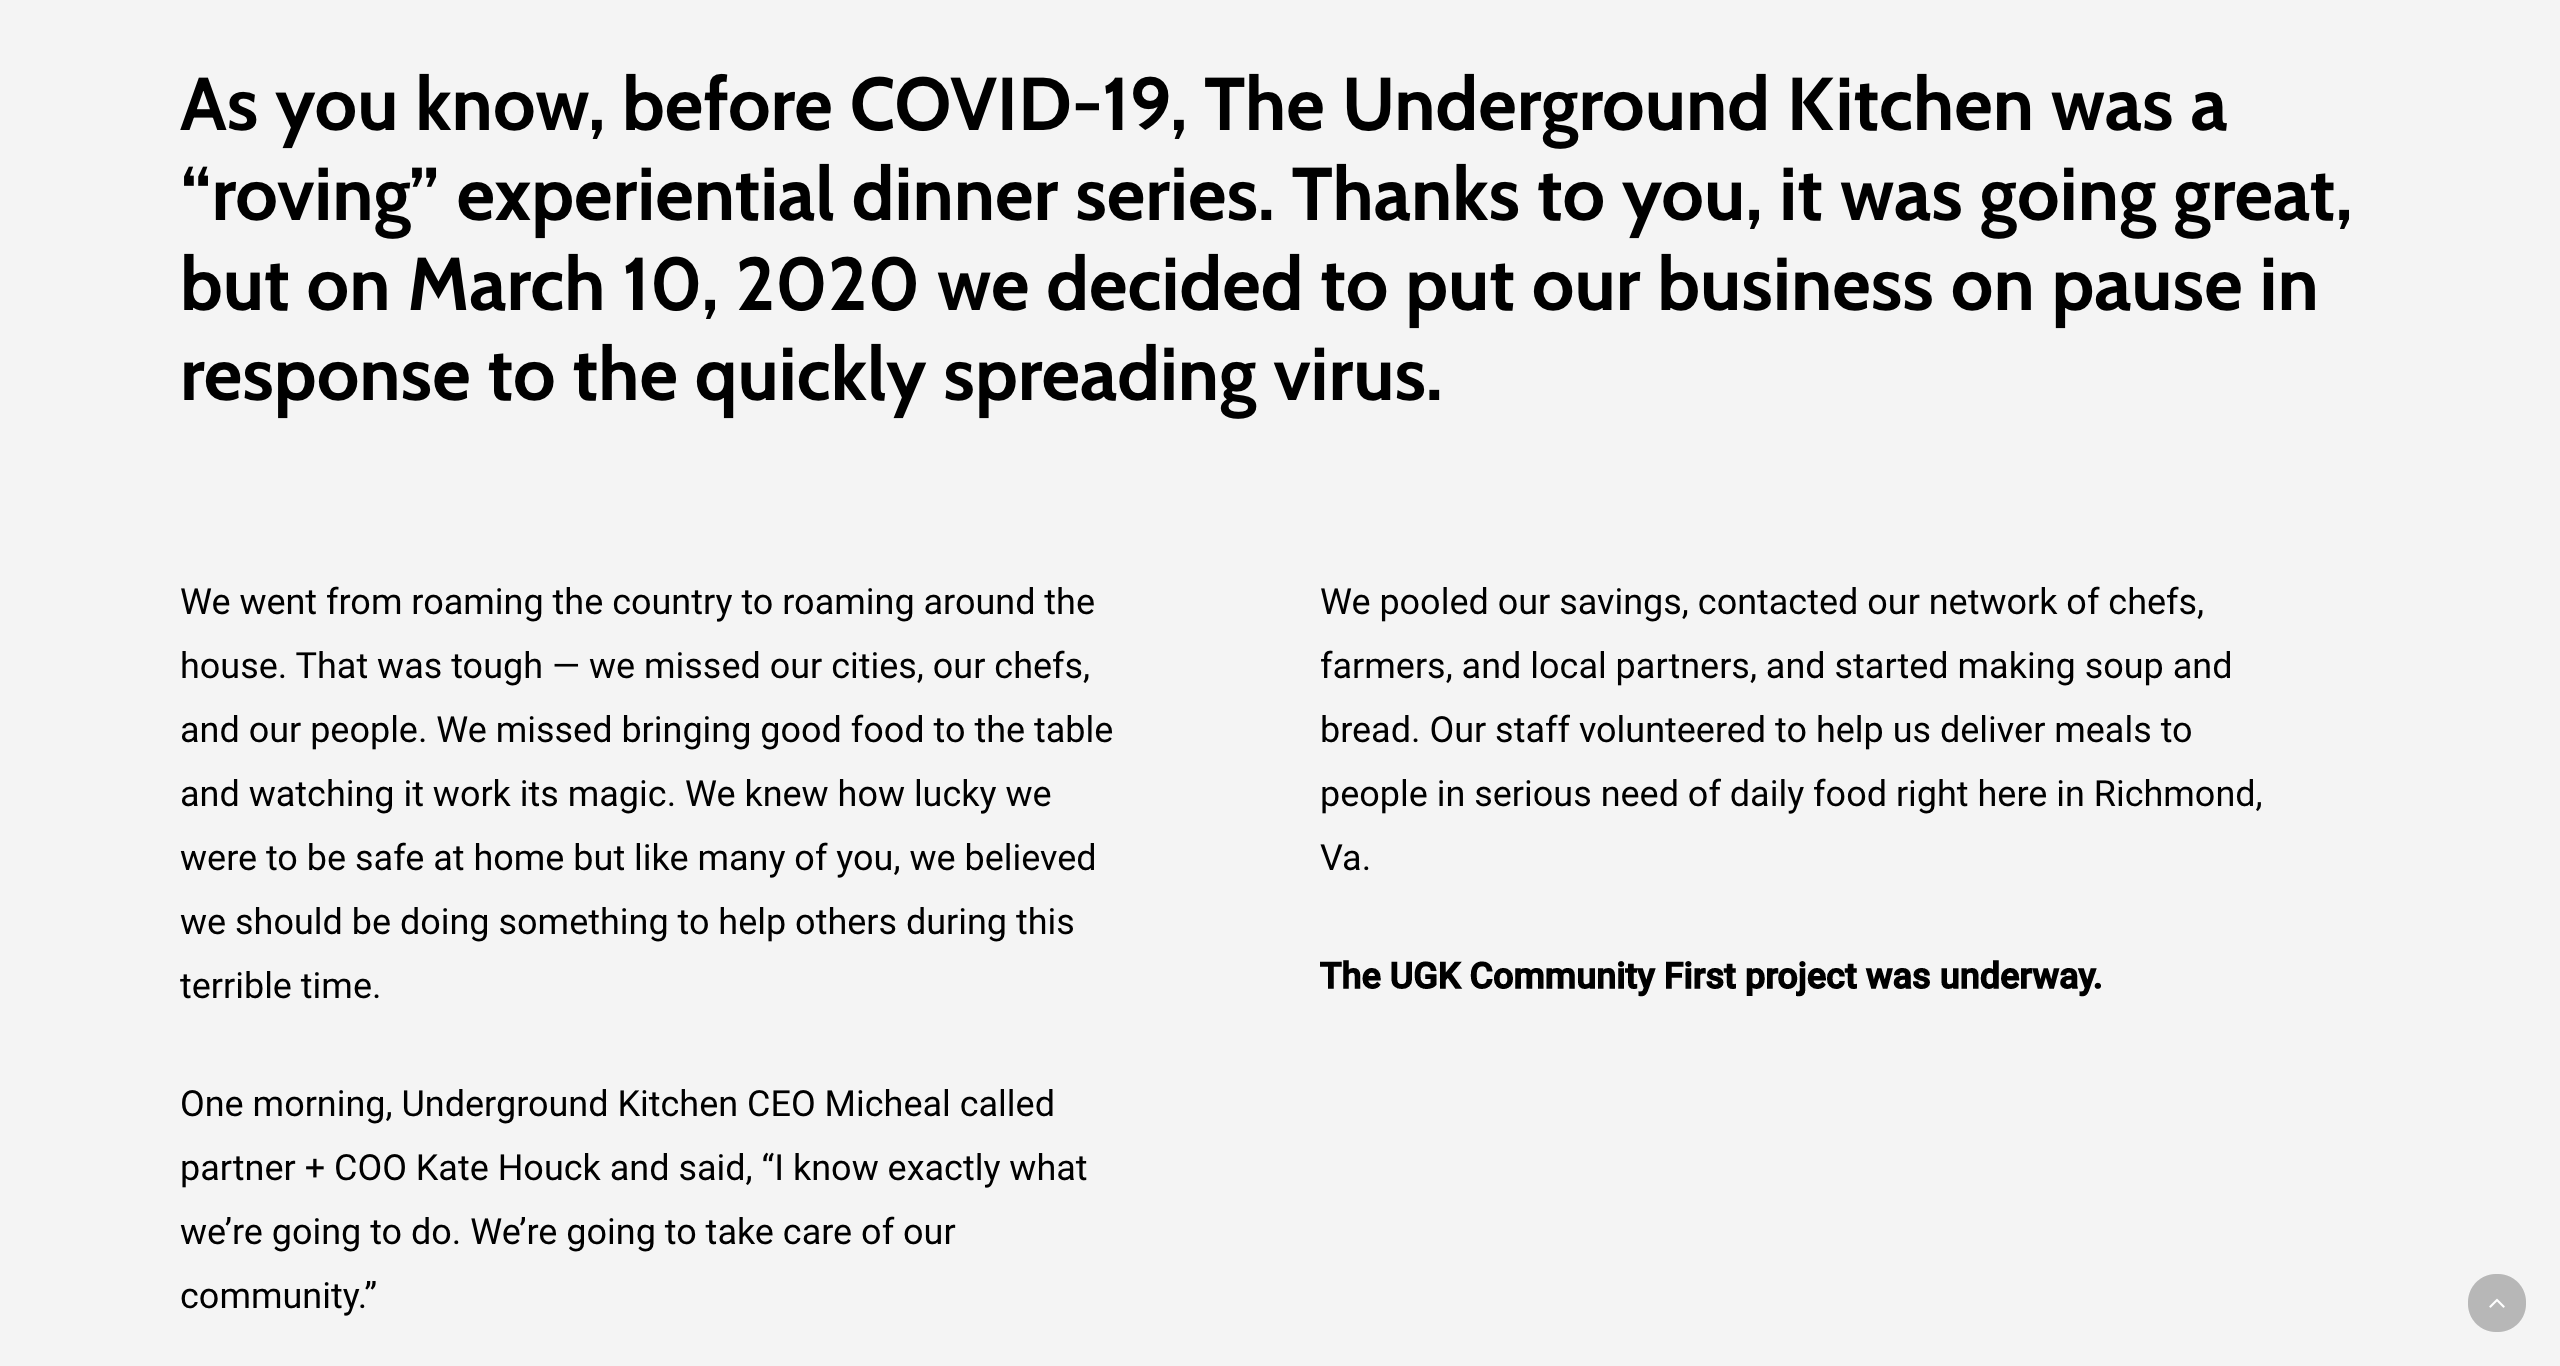 As you know, before COVID-19, The Underground Kitchen was a
“roving” experiential dinner series. Thanks to you, it was going great,
but on March 10, 2020 we decided to put our business on pause in
response to the quickly spreading virus.
We went from roaming the country to roaming around the
house. That was tough — we missed our cities, our chefs,
and our people. We missed bringing good food to the table
and watching it work its magic. We knew how lucky we
were to be safe at home but like many of you, we believed
we should be doing something to help others during this
terrible time.
One morning, Underground Kitchen CEO Micheal called
partner + COO Kate Houck and said, “I know exactly what
we’re going to do. We’re going to take care of our
community.”
We pooled our savings, contacted our network of chefs,
farmers, and local partners, and started making soup and
bread. Our staff volunteered to help us deliver meals to
people in serious need of daily food right here in Richmond,
Va.
The UGK Community First project was underway.